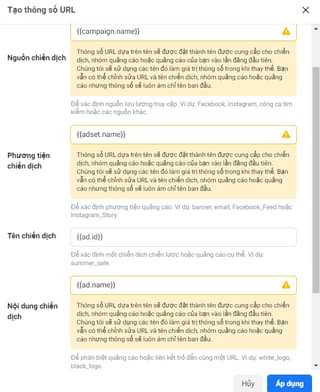 Tạo thông số URL
Nguồn chiến dịch
{{campaign.name}}
Thông số URL dựa trên tên sẽ được đặt thành tên được cung cấp cho chiến
dịch, nhóm quảng cáo hoặc quảng cáo của bạn vào lần đăng đầu tiên.
Chúng tôi sẽ sử dụng các tên đó làm giá trị thông số trong khi thay thế. Bạn
vẫn có thể chỉnh sửa URL và tên chiến dịch, nhóm quảng cáo hoặc quảng
cáo nhưng thông số sẽ luôn ám chỉ tên ban đầu.
Để xác định nguồn lưu lượng truy cập. Ví dụ: Facebook, Instagram, công cụ tìm
kiếm hoặc các nguồn khác.
Phương tiện
chiến dịch
{{adset.name}}
Thông số URL dựa trên tên sẽ được đặt thành tên được cung cấp cho chiến
dịch, nhóm quảng cáo hoặc quảng cáo của bạn vào lần đăng đầu tiên.
Chúng tôi sẽ sử dụng các tên đó làm giá trị thông số trong khi thay thế. Bạn
vẫn có thể chỉnh sửa URL và tên chiến dịch, nhóm quảng cáo hoặc quảng
cáo nhưng thông số sẽ luôn ám chỉ tên ban đầu.
Để xác định phương tiện quảng cáo. Ví dụ: banner, email, Facebook_Feed hoặc
Instagram_Story.
Tên chiến dịch
{{ad.id}}
Để xác định một chiến dịch chiến lược hoặc quảng cáo cụ thể. Ví dụ:
summer_sale.
Nội dung chiến
dịch
{{ad.name}}
Thông số URL dựa trên tên sẽ được đặt thành tên được cung cấp cho chiến
dịch, nhóm quảng cáo hoặc quảng cáo của bạn vào lần đăng đầu tiên.
Chúng tôi sẽ sử dụng các tên đó làm giá trị thông số trong khi thay thế. Bạn
vẫn có thể chỉnh sửa URL và tên chiến dịch, nhóm quảng cáo hoặc quảng
cáo nhưng thông số sẽ luôn ám chỉ tên ban đầu.
Để phân biệt quảng cáo hoặc liên kết trỏ đến cùng một URL. Ví dụ: white_logo,
black_logo.
Hủy
Áp dụng